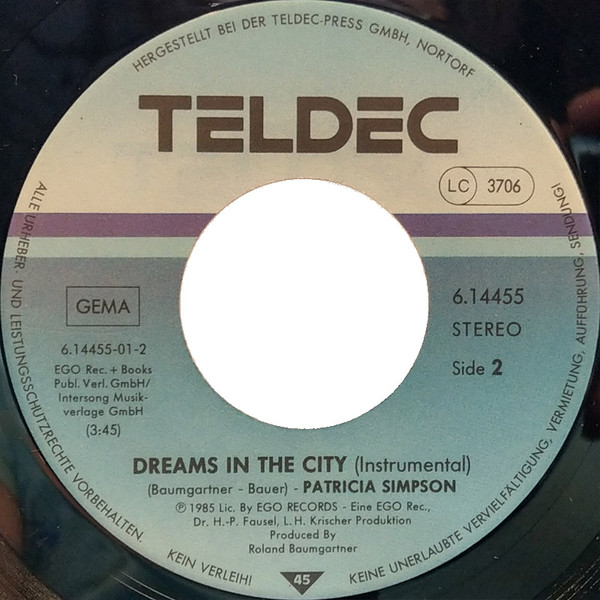 HERGESTELLT BEI DER TELDEC-PRESS GMBH, NORTORF
TELDEC
LC 3706
ALLE URHEBER- UND LEISTUNGSSCHUTZRECHTE VORBEHALTEN.
KEIN VERLEIH! KEINE UNERLAUBTE VERVIELFÄLTIGUNG, VERMIETUNG, AUFFÜHRUNG, SENDUNG!
GEMA
6.14455-01-2
EGO Rec. + Books
Publ. Verl. GmbH/
Intersong Musik-
verlage GmbH
(3:45)
6.14455
STEREO
Side 2
DREAMS IN THE CITY (Instrumental)
(Baumgartner - Bauer) - PATRICIA SIMPSON
℗ 1985 Lic. By EGO RECORDS - Eine EGO Rec.,
Dr. H.-P. Fausel, L. H. Krischer Produktion
Produced By
Roland Baumgartner
45